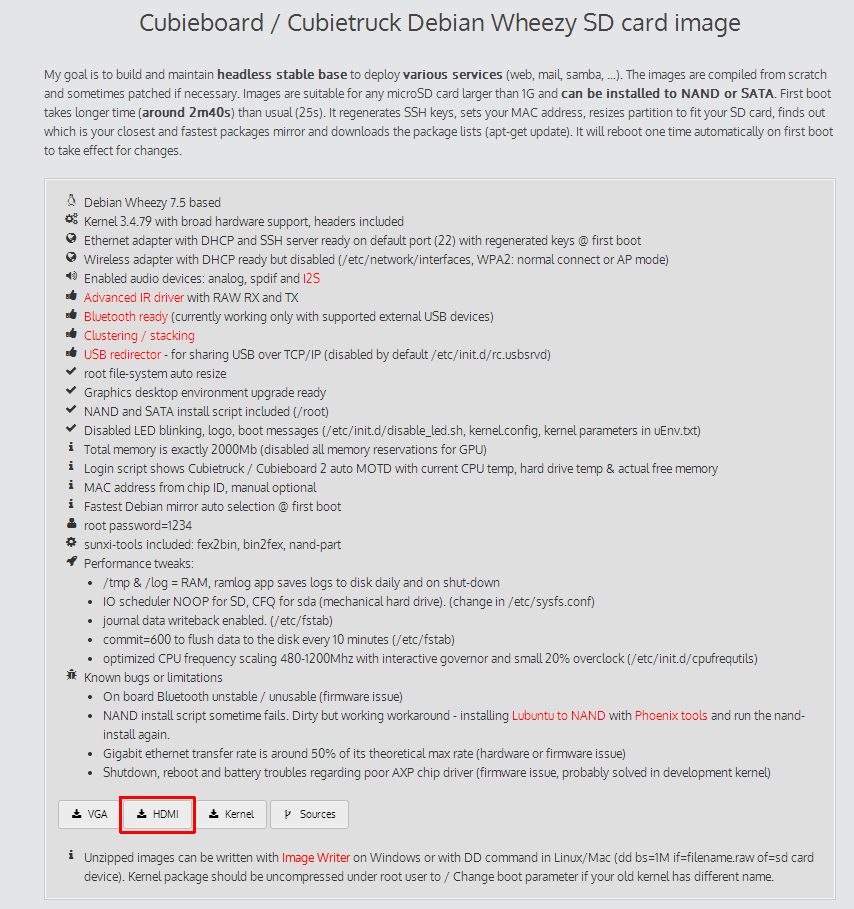 Cubieboard / Cubietruck Debian Wheezy SD card image
My goal is to build and maintain headless stable base to deploy various services (web, mail, samba, ...). The images are compiled from scratch
and sometimes patched if necessary. Images are suitable for any microSD card larger than 1G and can be installed to NAND or SATA. First boot
takes longer time (around 2m40s) than usual (25s). It regenerates SSH keys, sets your MAC address, resizes partition to fit your SD card, finds out
which is your closest and fastest packages mirror and downloads the package lists (apt-get update). It will reboot one time automatically on first boot
to take effect for changes.
Debian Wheezy 7.5 based
Kernel 3.4.79 with broad hardware support, headers included
Ethernet adapter with DHCP and SSH server ready on default port (22) with regenerated keys @ first boot
Wireless adapter with DHCP ready but disabled (/etc/network/interfaces, WPA2: normal connect or AP mode)
Enabled audio devices: analog, spdif and I2S
Advanced IR driver with RAW RX and TX
Bluetooth ready (currently working only with supported external USB devices)
Clustering / stacking
USB redirector - for sharing USB over TCP/IP (disabled by default /etc/init.d/rc.usbsrvd)
root file-system auto resize
Graphics desktop environment upgrade ready
NAND and SATA install script included (/root)
Disabled LED blinking, logo, boot messages (/etc/init.d/disable_led.sh, kernel.config, kernel parameters in uEnv.txt)
Total memory is exactly 2000Mb (disabled all memory reservations for GPU)
Login script shows Cubietruck / Cubieboard 2 auto MOTD with current CPU temp, hard drive temp & actual free memory
MAC address from chip ID, manual optional
Fastest Debian mirror auto selection @ first boot
root password=1234
sunxi-tools included: fex2bin, bin2fex, nand-part
Performance tweaks:
• /tmp & /log = RAM, ramlog app saves logs to disk daily and on shut-down
• IO scheduler NOOP for SD, CFQ for sda (mechanical hard drive). (change in /etc/sysfs.conf)
• journal data writeback enabled. (/etc/fstab)
• commit=600 to flush data to the disk every 10 minutes (/etc/fstab)
• optimized CPU frequency scaling 480-1200Mhz with interactive governor and small 20% overclock (/etc/init.d/cpufrequtils)
Known bugs or limitations
• On board Bluetooth unstable / unusable (firmware issue)
• NAND install script sometime fails. Dirty but working workaround - installing Lubuntu to NAND with Phoenix tools and run the nand-
install again.
• Gigabit ethernet transfer rate is around 50% of its theoretical max rate (hardware or firmware issue)
• Shutdown, reboot and battery troubles regarding poor AXP chip driver (firmware issue, probably solved in development kernel)
VGA HDMI Kernel Sources
Unzipped images can be written with Image Writer on Windows or with DD command in Linux/Mac (dd bs=1M if=filename.raw of=sd card
device). Kernel package should be uncompressed under root user to / Change boot parameter if your old kernel has different name.